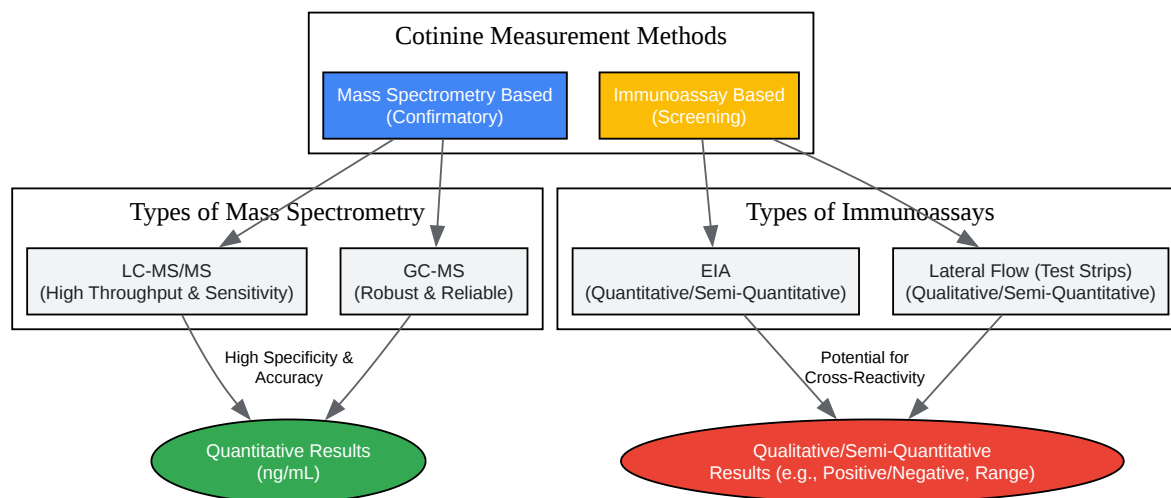 Cotinine Measurement Methods
Mass Spectrometry Based
(Confirmatory)
Immunoassay Based
(Screening)
Types of Mass Spectrometry
LC-MS/MS
(High Throughput & Sensitivity)
GC-MS
(Robust & Reliable)
Types of Immunoassays
EIA
(Quantitative/Semi-Quantitative)
Lateral Flow (Test Strips)
(Qualitative/Semi-Quantitative)
High Specificity &
Accuracy
Potential for
Cross-Reactivity
Quantitative Results
(ng/mL)
Qualitative/Semi-Quantitative
Results (e.g., Positive/Negative, Range)